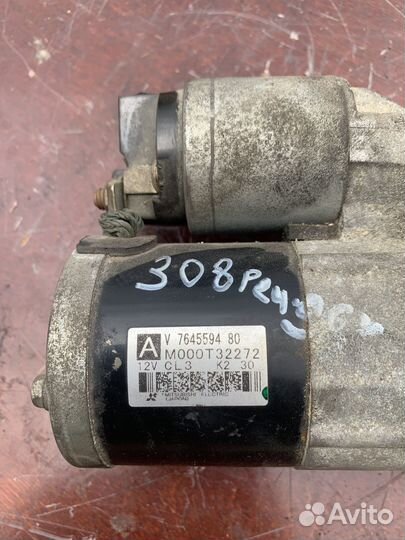 308
A
V 7645594 80
M000T32272
12V CL3 K2 30
MITSUBISHI ELECTRIC
(JAPAN)
Avito